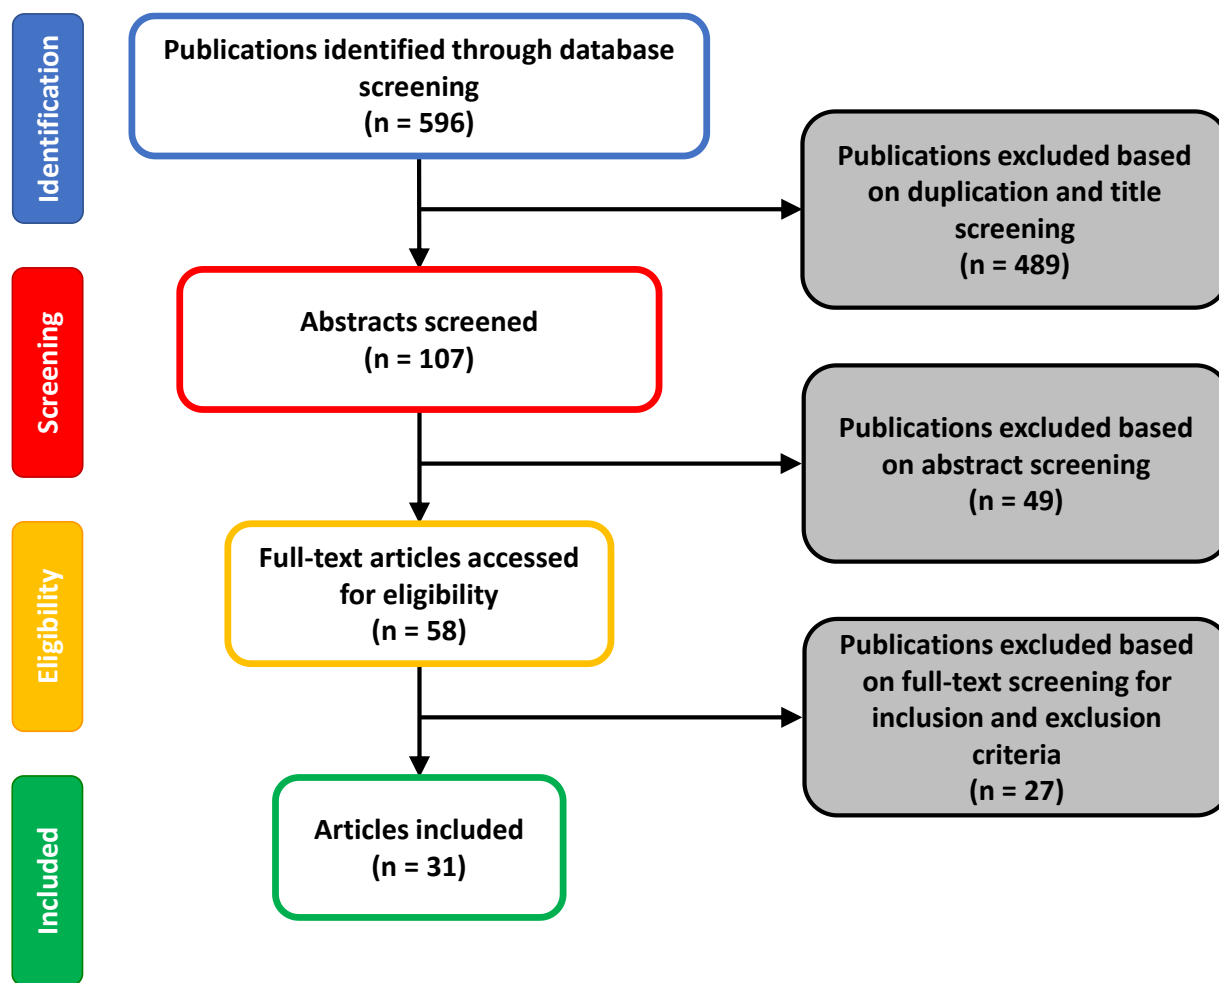 Identification
Publications identified through database
screening
(n = 596)
Publications excluded based
on duplication and title
screening
(n = 489)
Screening
Abstracts screened
(n = 107)
Publications excluded based
on abstract screening
(n = 49)
Eligibility
Full-text articles accessed
for eligibility
(n = 58)
Publications excluded based
on full-text screening for
inclusion and exclusion
criteria
(n = 27)
Included
Articles included
(n = 31)